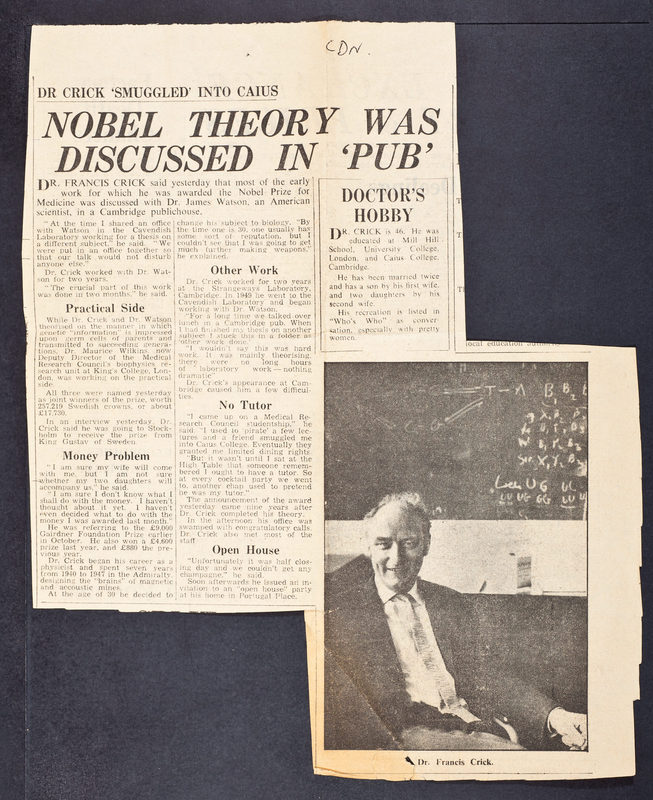 CDN.
DR CRICK ‘SMUGGLED’ INTO CAIUS
NOBEL THEORY WAS
DISCUSSED IN ‘PUB’
DR. FRANCIS CRICK said yesterday that most of the early
work for which he was awarded the Nobel Prize for
Medicine was discussed with Dr. James Watson, an American
scientist, in a Cambridge publichouse.
“At the time I shared an office
with Watson in the Cavendish
Laboratory working for a thesis on
a different subject,” he said. “We
were put in an office together so
that our talk would not disturb
anyone else.”
Dr. Crick worked with Dr. Wat-
son for two years.
“The crucial part of this work
was done in two months,” he said.
Practical Side
While Dr. Crick and Dr. Watson
theorised on the manner in which
genetic “information” is impressed
upon germ cells of parents and
transmitted to succeeding genera-
tions, Dr. Maurice Wilkins, now
Deputy Director of the Medical
Research Council's biophysics re-
search unit at King's College, Lon-
don, was working on the practical
side.
All three were named yesterday
as joint winners of the prize, worth
257,219 Swedish crowns, or about
£17,730.
In an interview yesterday, Dr.
Crick said he was going to Stock-
holm to receive the prize from
King Gustav of Sweden.
Money Problem
“I am sure my wife will come
with me, but I am not sure
whether my two daughters will
accompany us,” he said.
“I am sure I don't know what I
shall do with the money. I haven't
thought about it yet. I haven't
even decided what to do with the
money I was awarded last month.”
He was referring to the £9,000
Gairdner Foundation Prize earlier
in October. He also won a £4,600
prize last year, and £880 the pre-
vious year.
Dr. Crick began his career as a
physicist and spent seven years
from 1940 to 1947 in the Admiralty,
designing the “brains” of magnetic
and acoustic mines.
At the age of 30 he decided to
change his subject to biology. “By
the time one is 30, one usually has
some sort of reputation, but I
couldn't see that I was going to get
much further making weapons,”
he explained.
Other Work
Dr. Crick worked for two years
at the Strangeways Laboratory,
Cambridge. In 1949 he went to the
Cavendish Laboratory and began
working with Dr. Watson.
“For a long time we talked over
lunch in a Cambridge pub. When
I had finished my thesis on another
subject I stuck this in a folder as
‘other work done.’
“I wouldn't say this was hard
work. It was mainly theorising,
there were no long hours
of laboratory work — nothing
dramatic”
Dr. Crick's appearance at Cam-
bridge caused him a few difficul-
ties.
No Tutor
“I came up on a Medical Re-
search Council studentship,” he
said. “I used to ‘pirate’ a few lec-
tures and a friend smuggled me
into Caius College. Eventually they
granted me limited dining rights.
“But it wasn't until I sat at the
High Table that someone remem-
bered I ought to have a tutor. So
at every cocktail party we went
to, another chap used to pretend
he was my tutor.”
The announcement of the award
yesterday came nine years after
Dr. Crick completed his theory.
In the afternoon his office was
swamped with congratulatory calls.
Dr. Crick also met most of the
staff.
Open House
“Unfortunately it was half clos-
ing day and we couldn't get any
champagne,” he said.
Soon afterwards he issued an in-
vitation to an “open house” party
at his home in Portugal Place.
DOCTOR'S
HOBBY
DR. CRICK is 46. He was
educated at Mill Hill
School, University College,
London, and Caius College,
Cambridge.
He has been married twice
and has a son by his first wife,
and two daughters by his
second wife.
His recreation is listed in
“Who's Who” as conver-
sation, especially with pretty
women.
local education
Dr. Francis Crick.